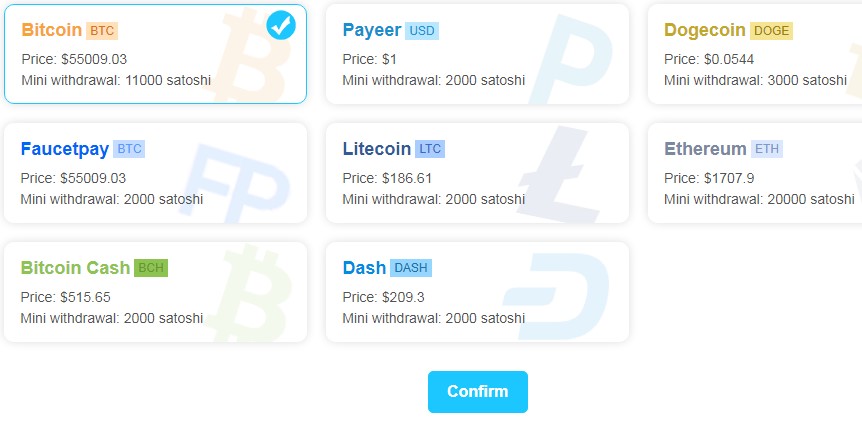 Bitcoin BTC
Price: $55009.03
Mini withdrawal: 11000 satoshi
Payeer USD
Price: $1
Mini withdrawal: 2000 satoshi
Dogecoin DOGE
Price: $0.0544
Mini withdrawal: 3000 satoshi
Faucetpay BTC
Price: $55009.03
Mini withdrawal: 2000 satoshi
FP
Litecoin LTC
Price: $186.61
Mini withdrawal: 2000 satoshi
Ethereum ETH
Price: $1707.9
Mini withdrawal: 20000 satoshi
Bitcoin Cash BCH
Price: $515.65
Mini withdrawal: 2000 satoshi
Dash DASH
Price: $209.3
Mini withdrawal: 2000 satoshi
Confirm